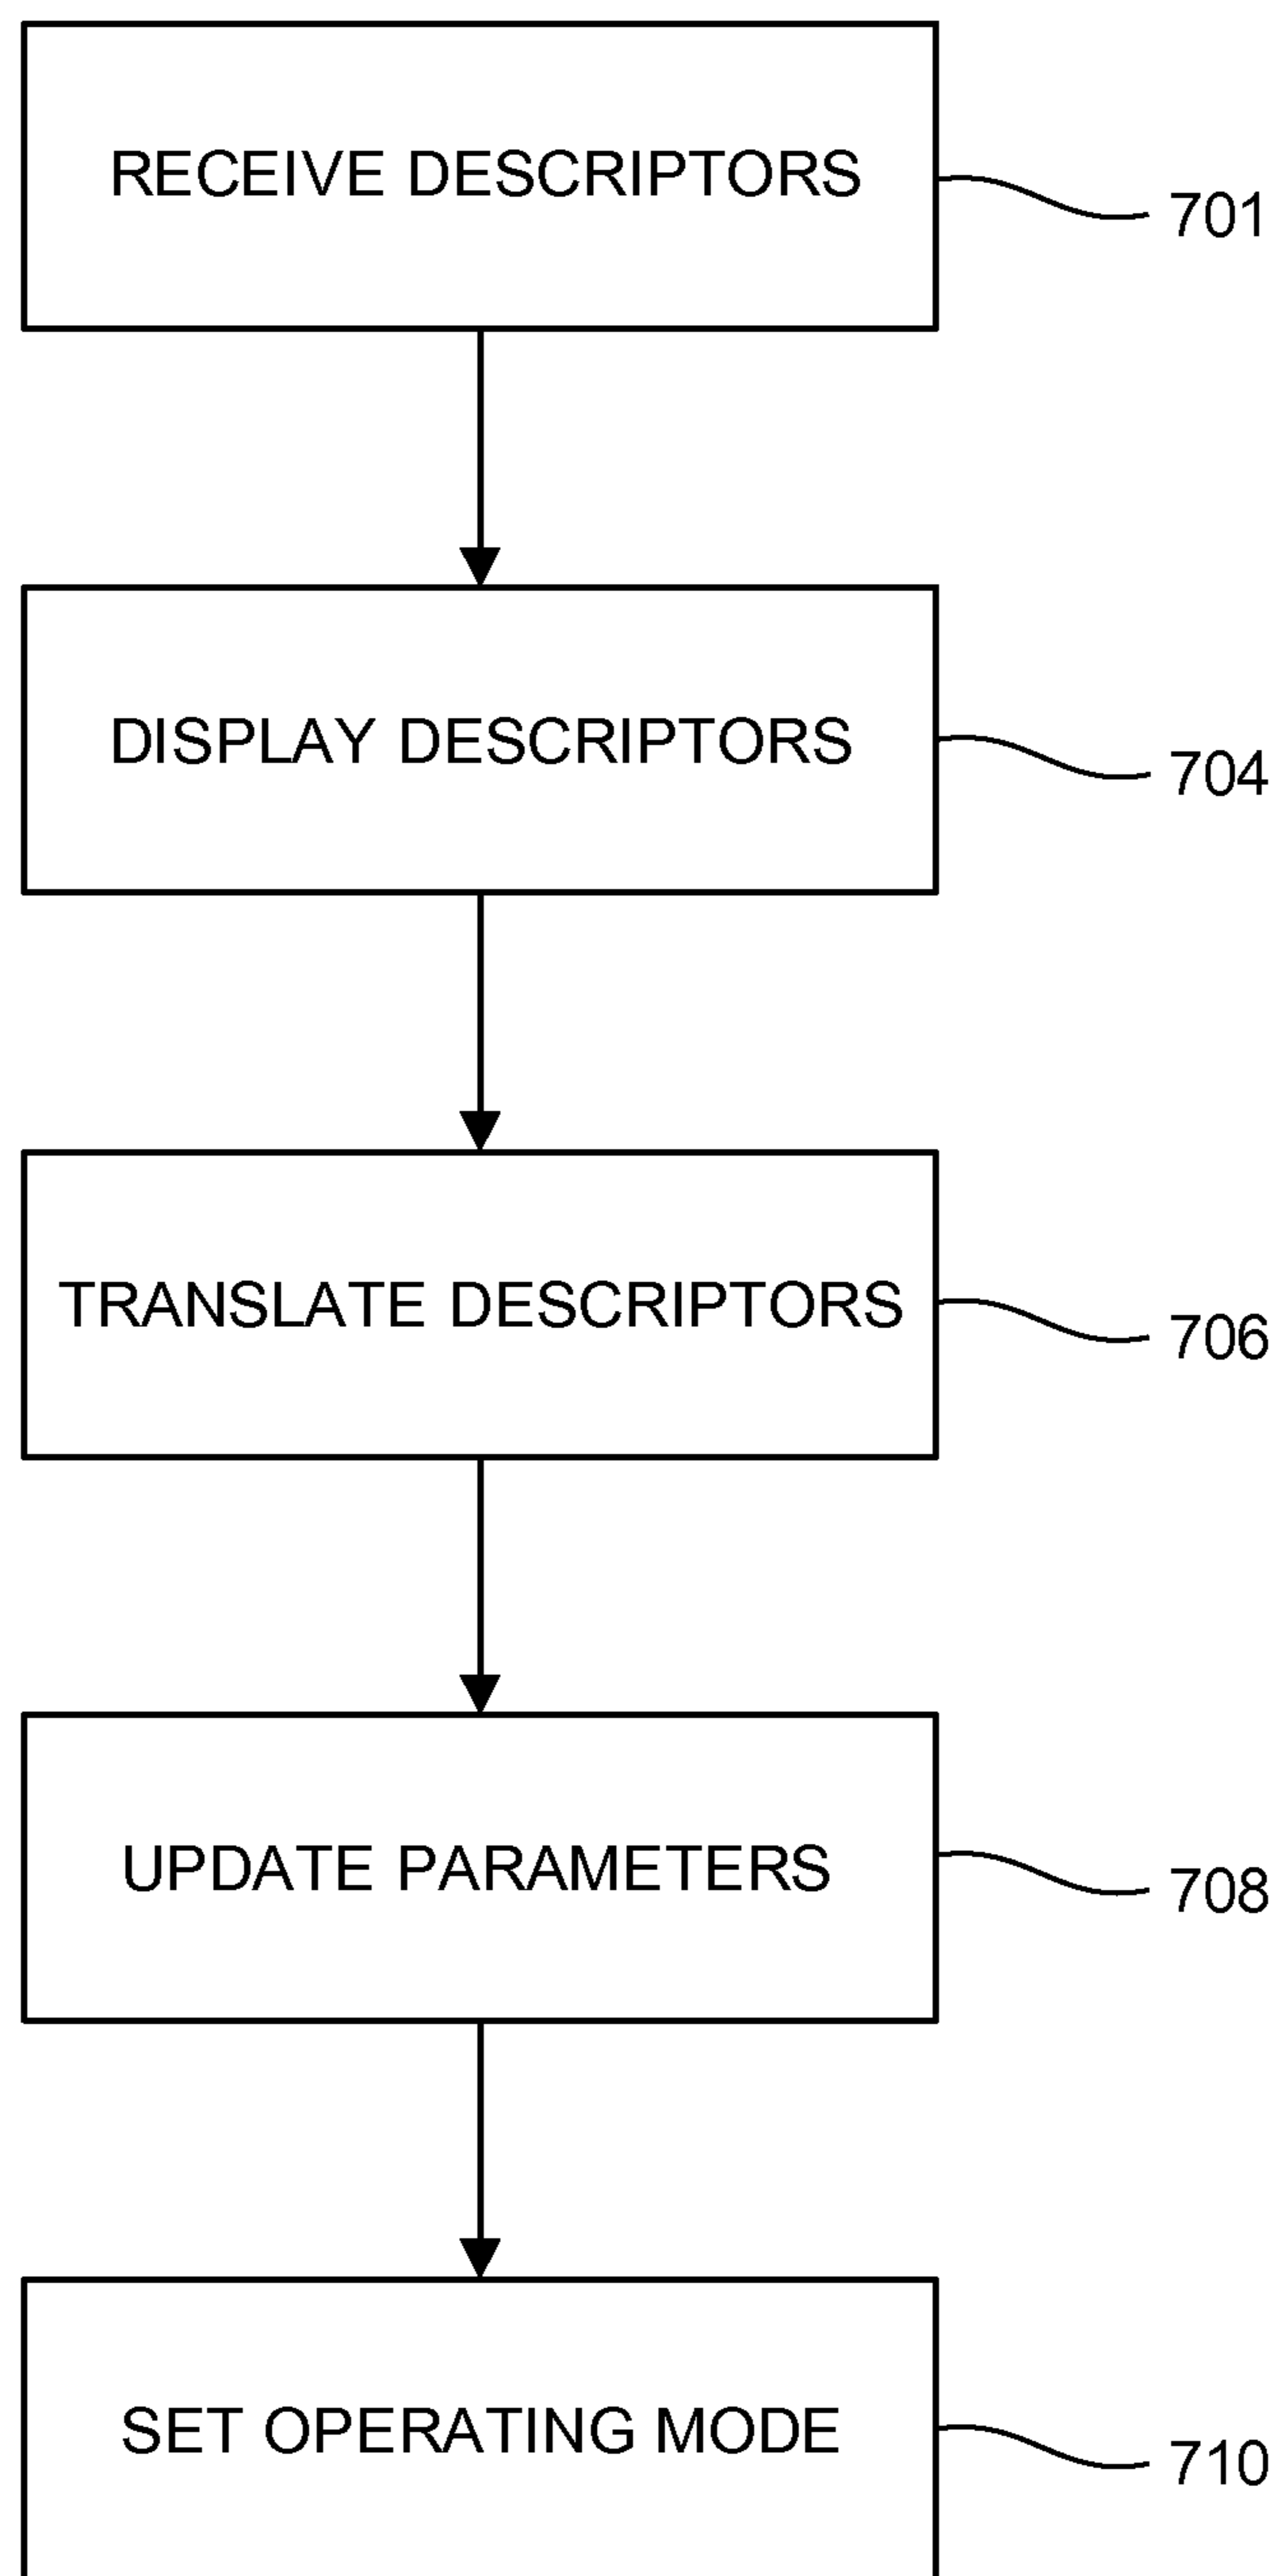 RECEIVE DESCRIPTORS
701
DISPLAY DESCRIPTORS
704
TRANSLATE DESCRIPTORS
706
UPDATE PARAMETERS
708
SET OPERATING MODE
710